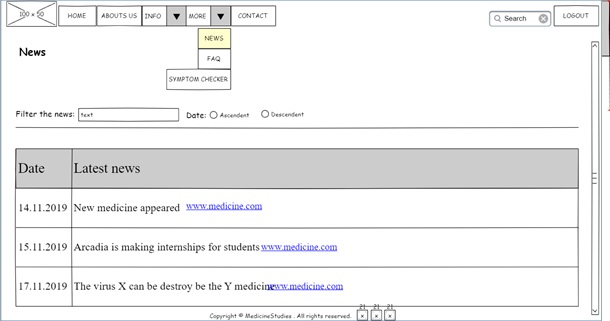 100 x 50 HOME ABOUTS US INFO ▼ MORE ▼ CONTACT Search LOGOUT
NEWS
FAQ
SYMPTOM CHECKER
News
Filter the news: text Date: Ascendent Descendent
Date Latest news
14.11.2019 New medicine appeared www.medicine.com
15.11.2019 Arcadia is making internships for students www.medicine.com
17.11.2019 The virus X can be destroy be the Y medicine www.medicine.com
21 21 21
Copyright © MedicineStudies . All rights reserved. x x x